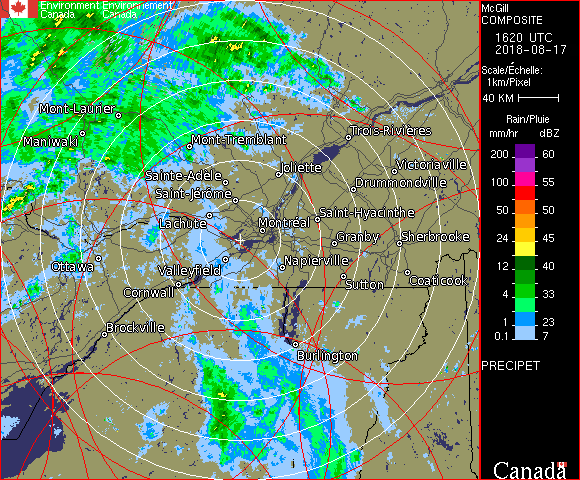 Environment Environnement
Canada Canada
Mont-Laurier
Maniwaki
Mont-Tremblant
Trois-Rivières
Joliette
Victoriaville
Sainte-Adèle
Drummondville
Saint-Jérôme
Saint-Hyacinthe
Lachute
Montréal
Granby
Sherbrooke
Ottawa
Valleyfield
Napierville
Cornwall
Sutton
Coaticook
Brockville
Burlington
McGill
COMPOSITE
1620 UTC
2018-08-17
Scale/Échelle:
1km/Pixel
40 KM
Rain/Pluie
mm/hr dBZ
200 60
100 55
50 50
24 45
12 40
4 33
1 23
0.1 7
PRECIPET
Canada